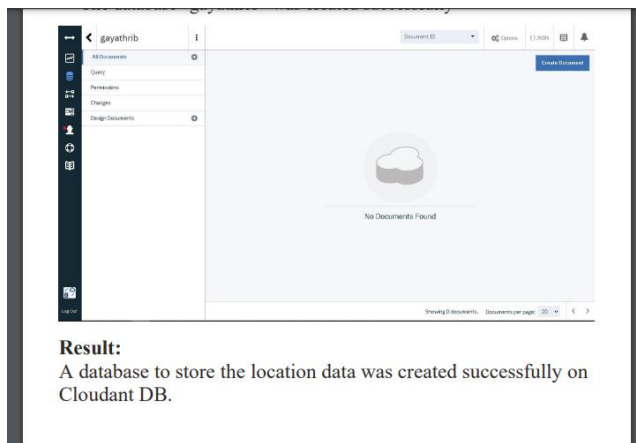 gayathrib
Document ID
Options
{ } JSON
All Documents
Create Document
Query
Permissions
Changes
Design Documents
No Documents Found
Showing 0 documents. Documents per page: 20
Log Out
Result:
A database to store the location data was created successfully on
Cloudant DB.